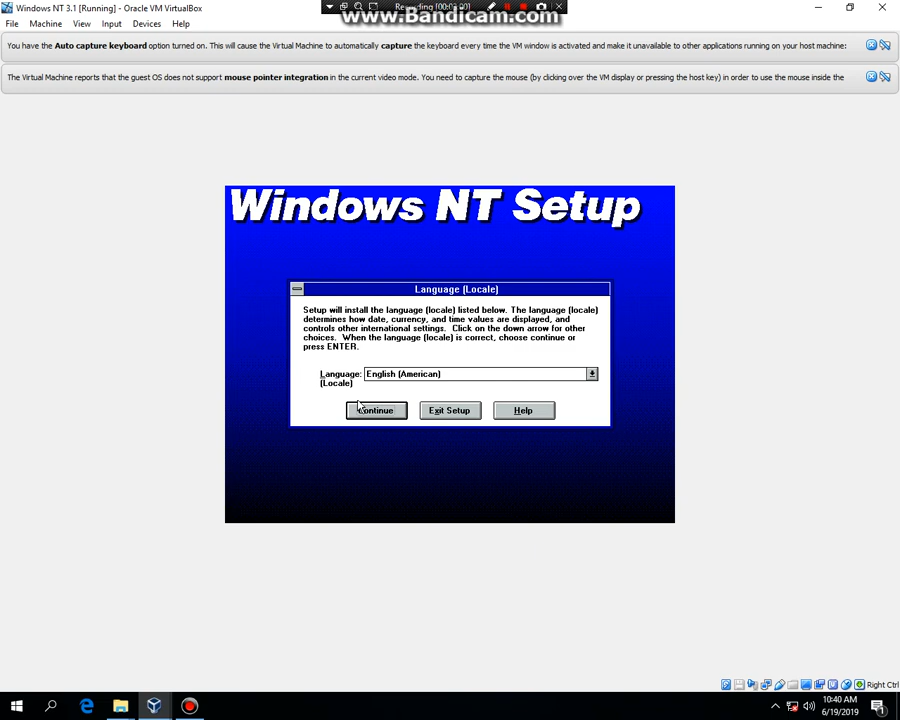 Windows NT 3.1 [Running] - Oracle VM VirtualBox
www.Bandicam.com
File Machine View Input Devices Help
You have the Auto capture keyboard option turned on. This will cause the Virtual Machine to automatically capture the keyboard every time the VM window is activated and make it unavailable to other applications running on your host machine:
The Virtual Machine reports that the guest OS does not support mouse pointer integration in the current video mode. You need to capture the mouse (by clicking over the VM display or pressing the host key) in order to use the mouse inside the
Windows NT Setup
Language (Locale)
Setup will install the language (locale) listed below. The language (locale)
determines how date, currency, and time values are displayed, and
controls other international settings. Click on the down arrow for other
choices. When the language (locale) is correct, choose continue or
press ENTER.
Language: English (American)
(Locale)
Continue Exit Setup Help
Right Ctrl
10:40 AM
6/19/2019